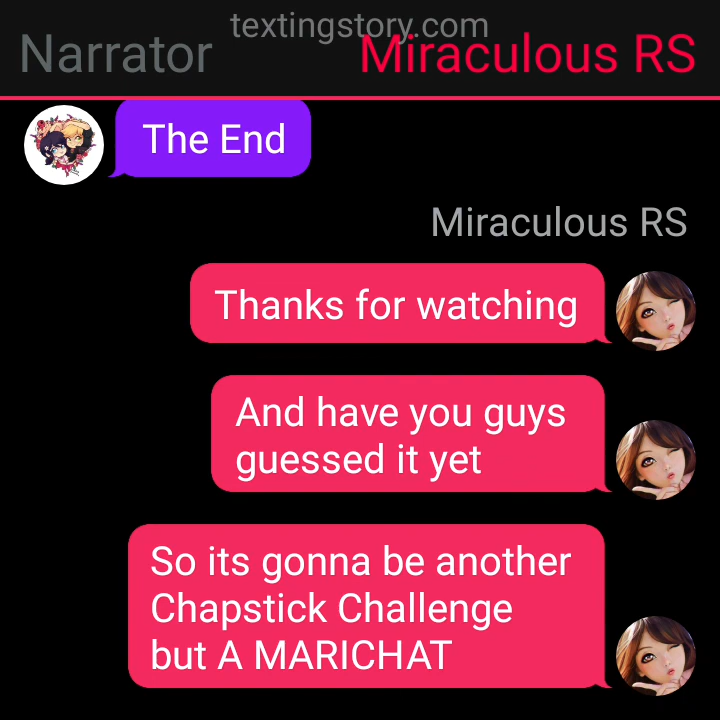 textingstory.com
Narrator
Miraculous RS
The End
Miraculous RS
Thanks for watching
And have you guys
guessed it yet
So its gonna be another
Chapstick Challenge
but A MARICHAT